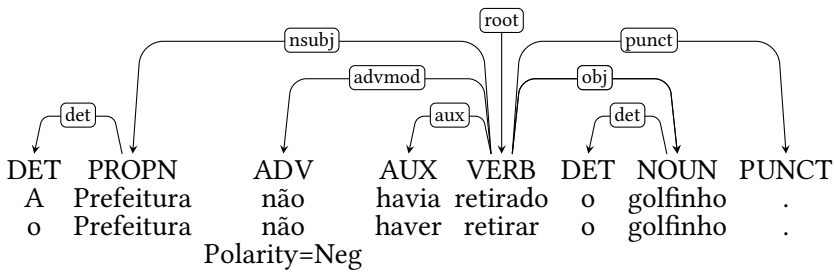 root
nsubj punct
advmod obj
det aux det
DET PROPN ADV AUX VERB DET NOUN PUNCT
A Prefeitura não havia retirado o golfinho .
o Prefeitura não haver retirar o golfinho .
Polarity=Neg